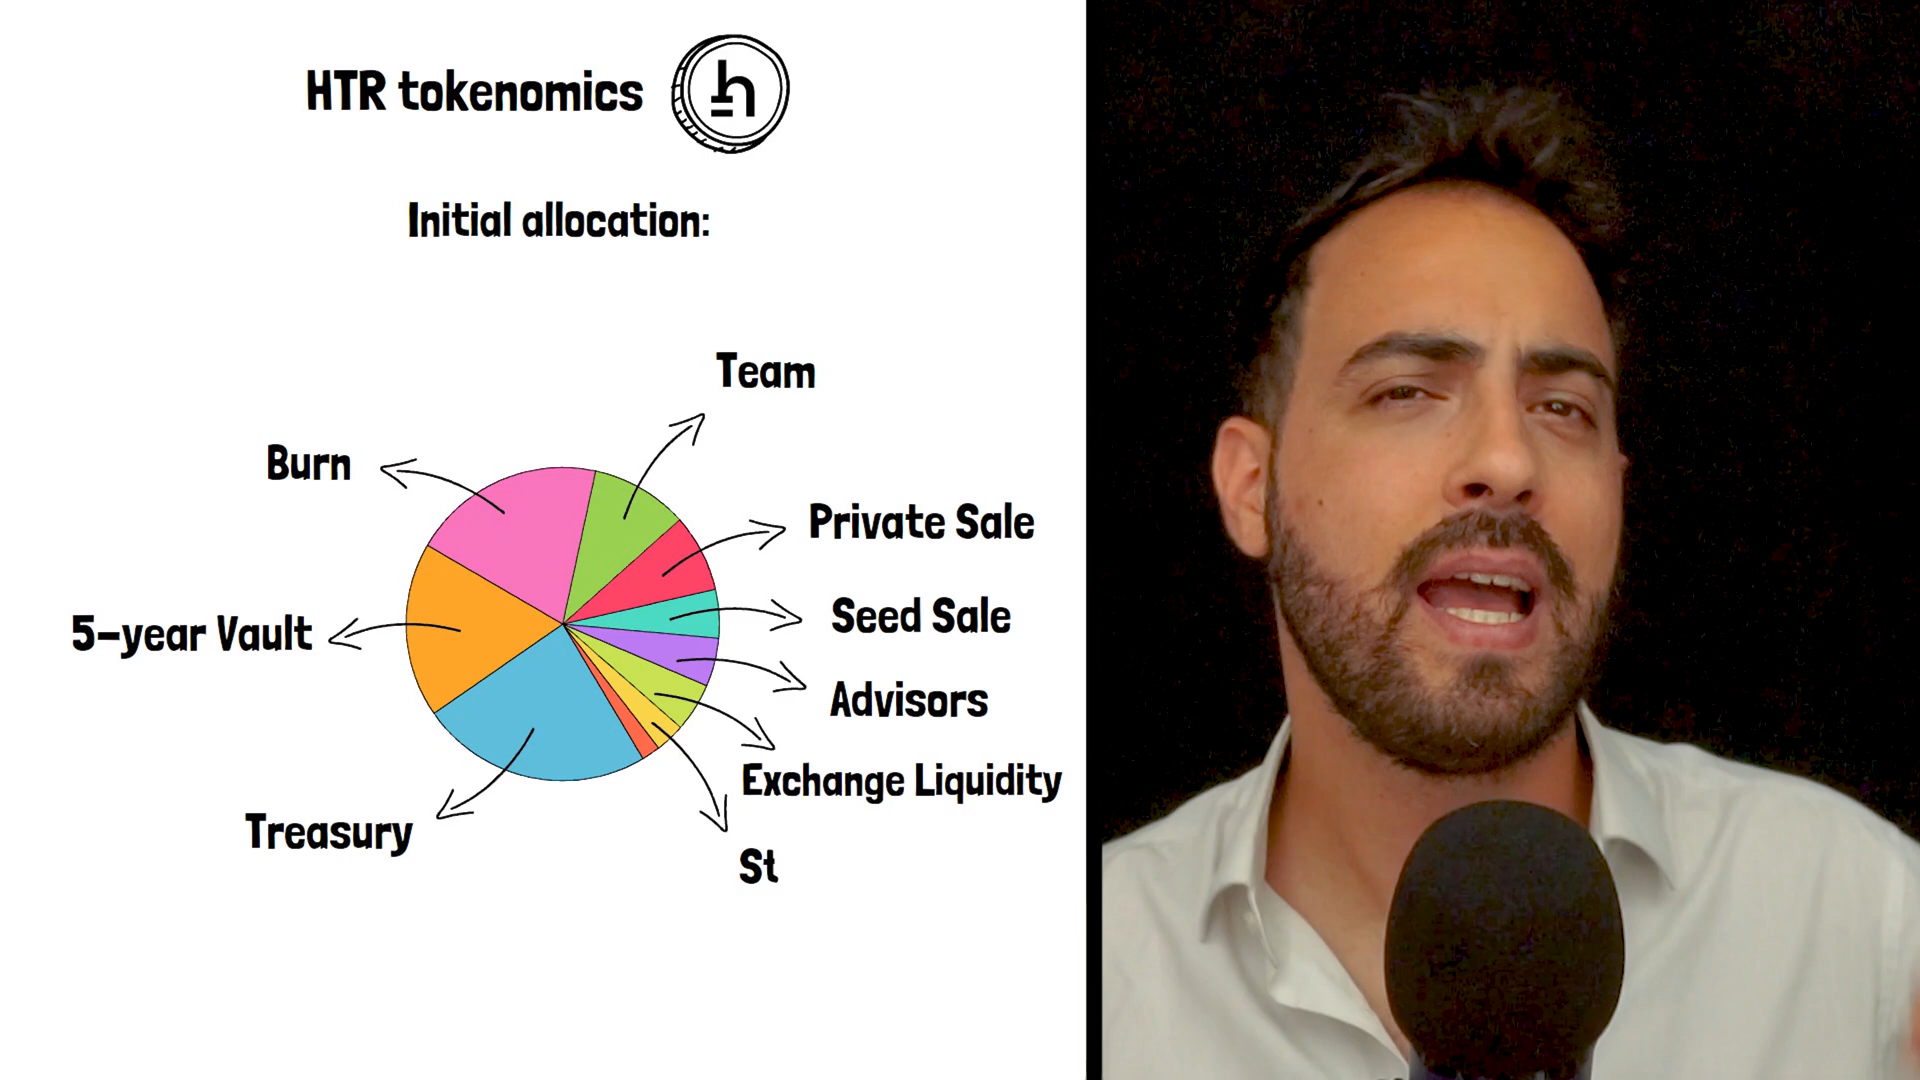 HTR tokenomics
Initial allocation:
Team
Burn
Private Sale
Seed Sale
5-year Vault
Advisors
Exchange Liquidity
Treasury
St